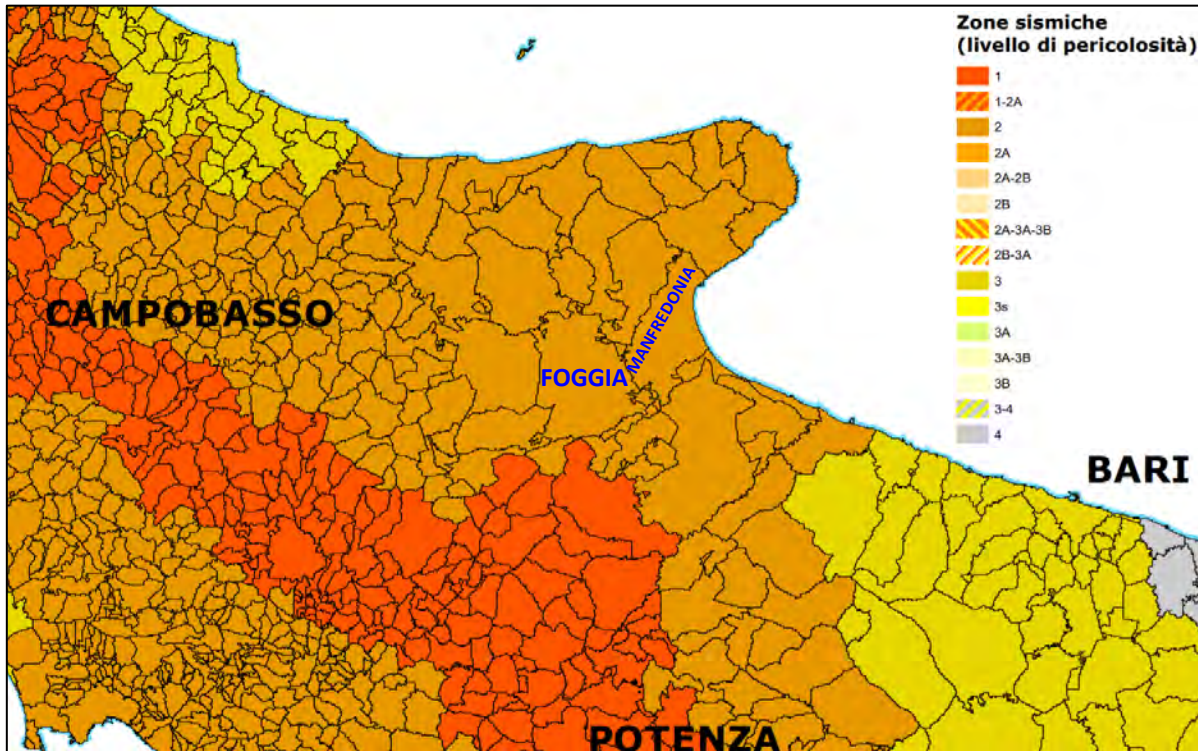 Zone sismiche
(livello di pericolosità)
1
1-2A
2
2A
2A-2B
2B
2A-3A-3B
2B-3A
3
3s
3A
3A-3B
3B
3-4
4
CAMPOBASSO
MANFREDONIA
FOGGIA
BARI
POTENZA